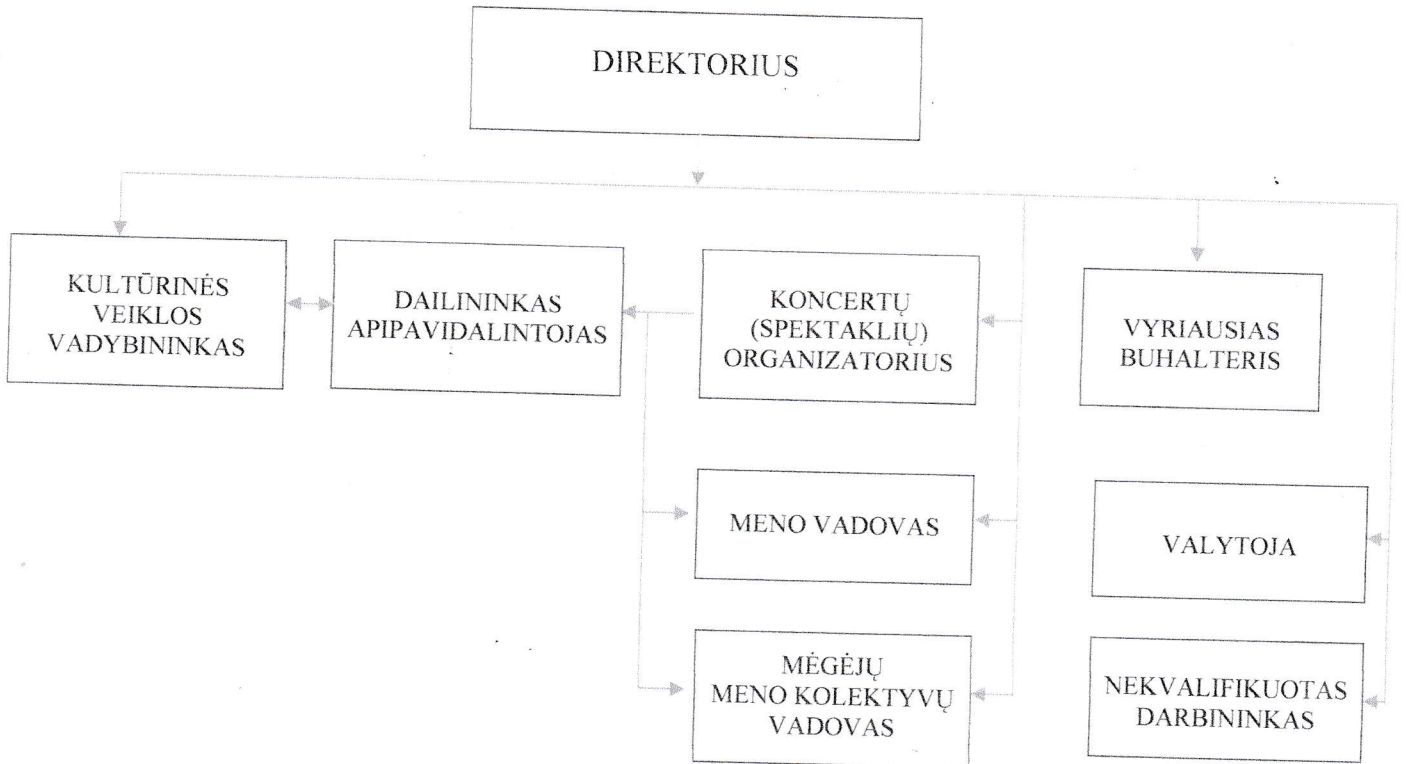 DIREKTORIUS
KULTŪRINĖS
VEIKLOS
VADYBININKAS
DAILININKAS
APIPAVIDALINTOJAS
KONCERTŲ
(SPEKTAKLIŲ)
ORGANIZATORIUS
VYRIAUSIAS
BUHALTERIS
MENO VADOVAS
VALYTOJA
MĖGĖJŲ
MENO KOLEKTYVŲ
VADOVAS
NEKVALIFIKUOTAS
DARBININKAS